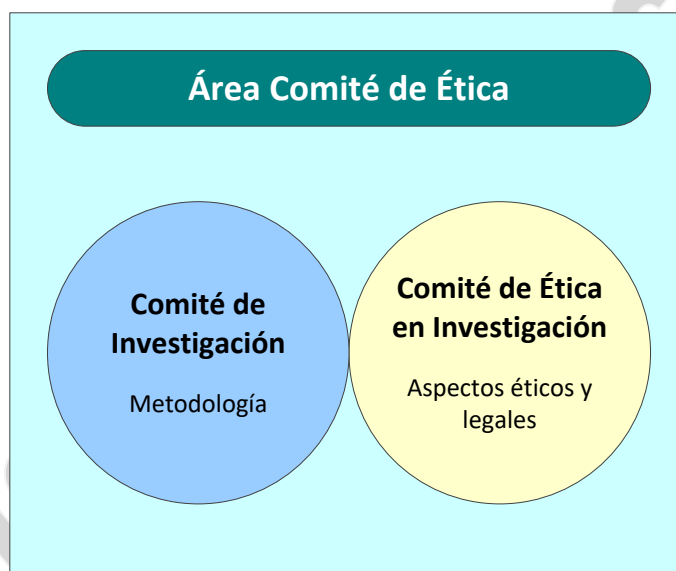 Área Comité de Ética
Comité de
Investigación
Metodología
Comité de Ética
en Investigación
Aspectos éticos y
legales